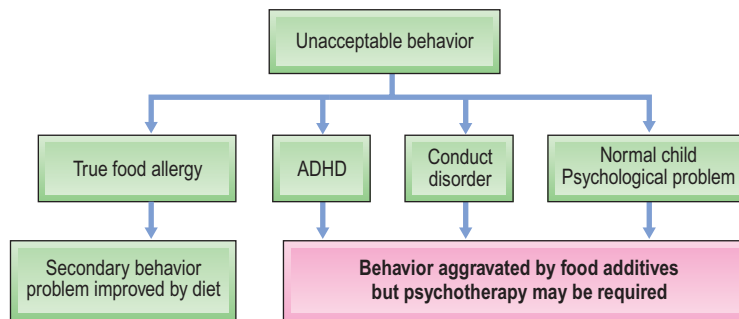 Unacceptable behavior
True food allergy
ADHD
Conduct
disorder
Normal child
Psychological problem
Secondary behavior
problem improved by diet
Behavior aggravated by food additives
but psychotherapy may be required